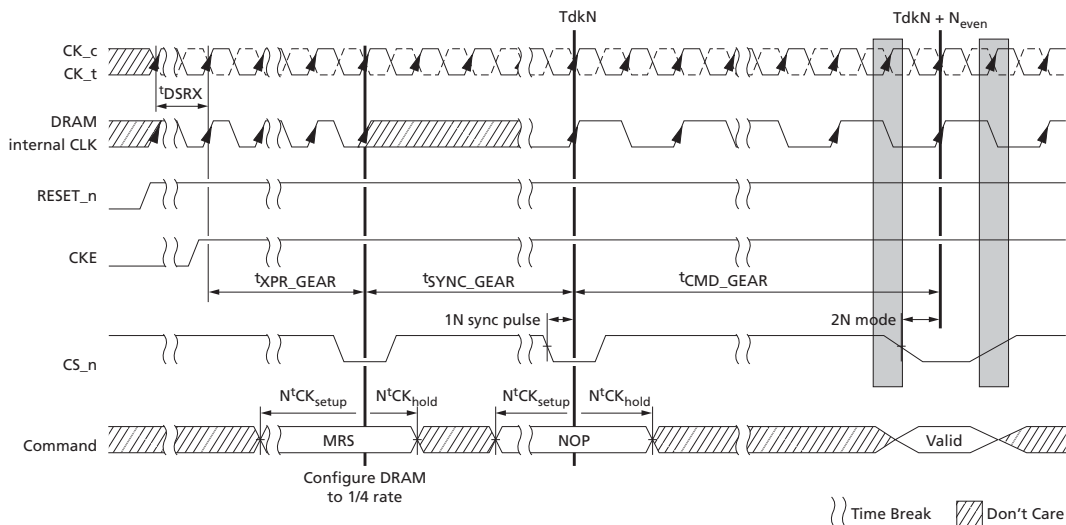 TdkN
TdkN + Neven
CK_c
CK_t
tDSRX
DRAM
internal CLK
RESET_n
CKE
tXPR_GEAR
tSYNC_GEAR
tCMD_GEAR
1N sync pulse
2N mode
CS_n
NtCKsetup
NtCKhold
NtCKsetup
NtCKhold
Command
MRS
NOP
Valid
Configure DRAM
to 1/4 rate
Time Break
Don't Care